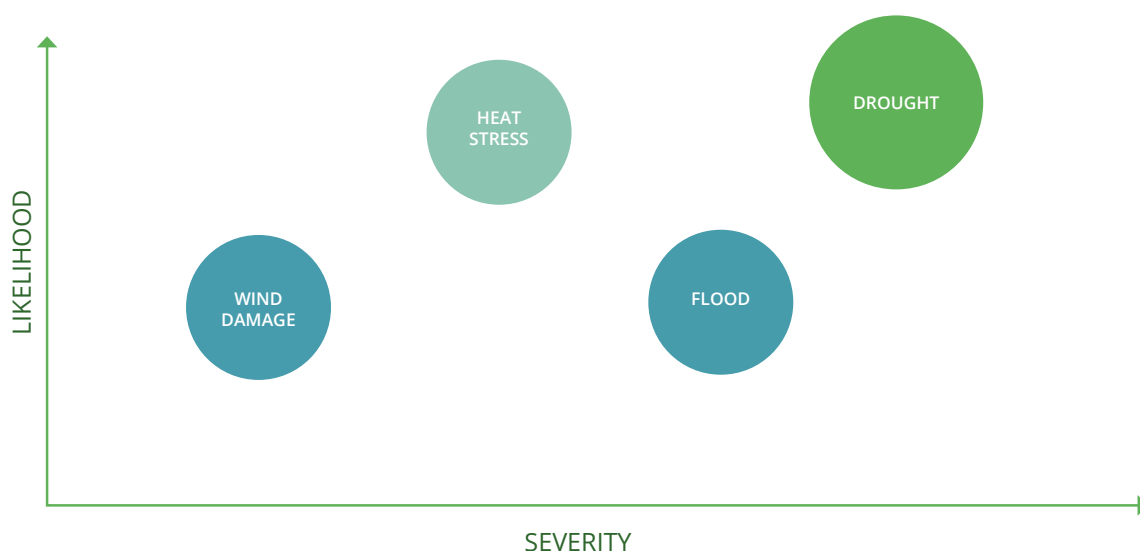 HEAT
STRESS
DROUGHT
LIKELIHOOD
WIND
DAMAGE
FLOOD
SEVERITY